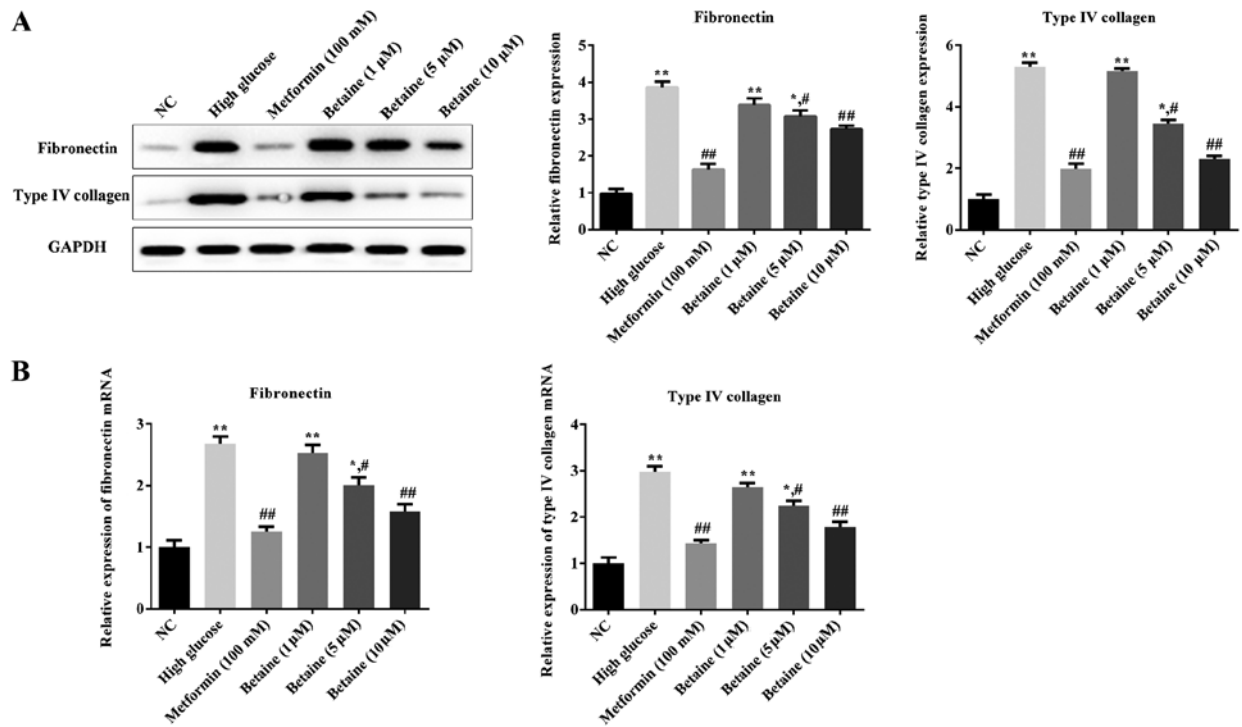 A
NC
High glucose
Metformin (100 mM)
Betaine (1 µM)
Betaine (5 µM)
Betaine (10 µM)
Fibronectin
Type IV collagen
GAPDH
Fibronectin
Relative fibronectin expression
5
4
3
2
1
0
**
##
**
*,#
##
NC
High glucose
Metformin (100 mM)
Betaine (1 µM)
Betaine (5 µM)
Betaine (10 µM)
Type IV collagen
Relative type IV collagen expression
6
4
2
0
**
##
**
*,#
##
NC
High glucose
Metformin (100 mM)
Betaine (1 µM)
Betaine (5 µM)
Betaine (10 µM)
B
Fibronectin
Relative expression of fibronectin mRNA
3
2
1
0
**
##
**
*,#
##
NC
High glucose
Metformin (100 mM)
Betaine (1 µM)
Betaine (5 µM)
Betaine (10µM)
Type IV collagen
Relative expression of type IV collagen mRNA
4
3
2
1
0
**
##
**
*,#
##
NC
High glucose
Metformin (100 mM)
Betaine (1 µM)
Betaine (5 µM)
Betaine (10µM)